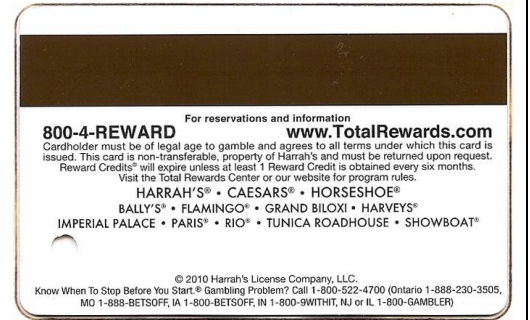 For reservations and information
800-4-REWARD www.TotalRewards.com
Cardholder must be of legal age to gamble and agrees to all terms under which this card is
issued. This card is non-transferable, property of Harrah's and must be returned upon request.
Reward Credits® will expire unless at least 1 Reward Credit is obtained every six months.
Visit the Total Rewards Center or our website for program rules.
HARRAH'S® • CAESARS® • HORSESHOE®
BALLY'S® • FLAMINGO® • GRAND BILOXI • HARVEYS®
IMPERIAL PALACE • PARIS® • RIO® • TUNICA ROADHOUSE • SHOWBOAT®
© 2010 Harrah's License Company, LLC.
Know When To Stop Before You Start.® Gambling Problem? Call 1-800-522-4700 (Ontario 1-888-230-3505,
MO 1-888-BETSOFF, IA 1-800-BETSOFF, IN 1-800-9WITHIT, NJ or IL 1-800-GAMBLER)